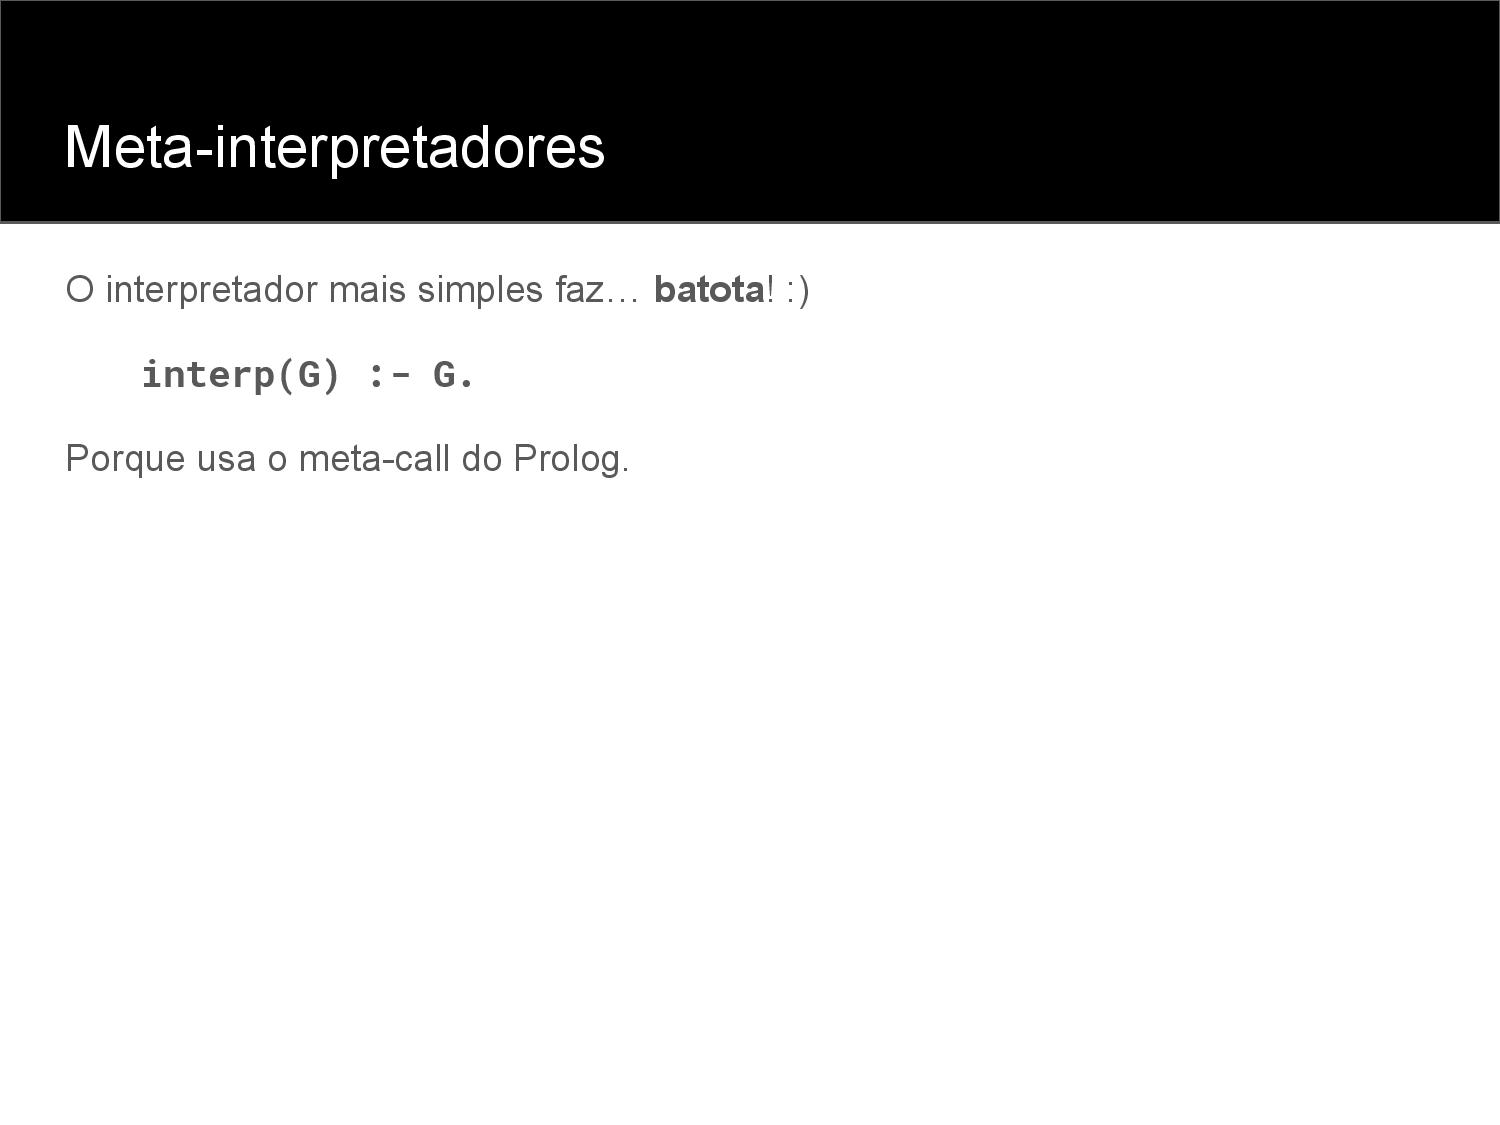 Meta-interpretadores
O interpretador mais simples faz… batota! :)
interp(G) :- G.
Porque usa o meta-call do Prolog.